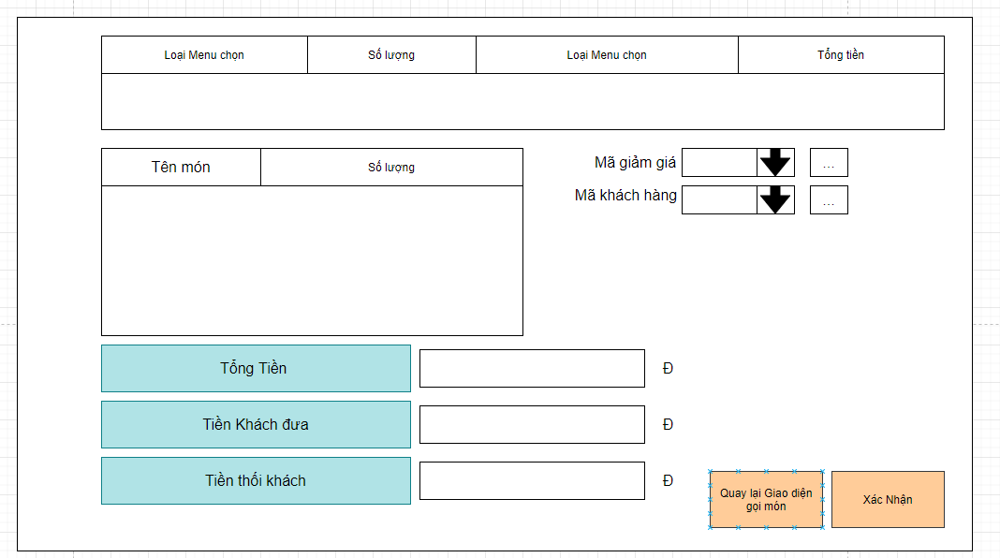 Loại Menu chọn
Số lượng
Loại Menu chọn
Tổng tiền
Tên món
Số lượng
Mã giảm giá
...
Mã khách hàng
...
Tổng Tiền
Đ
Tiền Khách đưa
Đ
Tiền thối khách
Đ
Quay lại Giao diện
gọi món
Xác Nhận